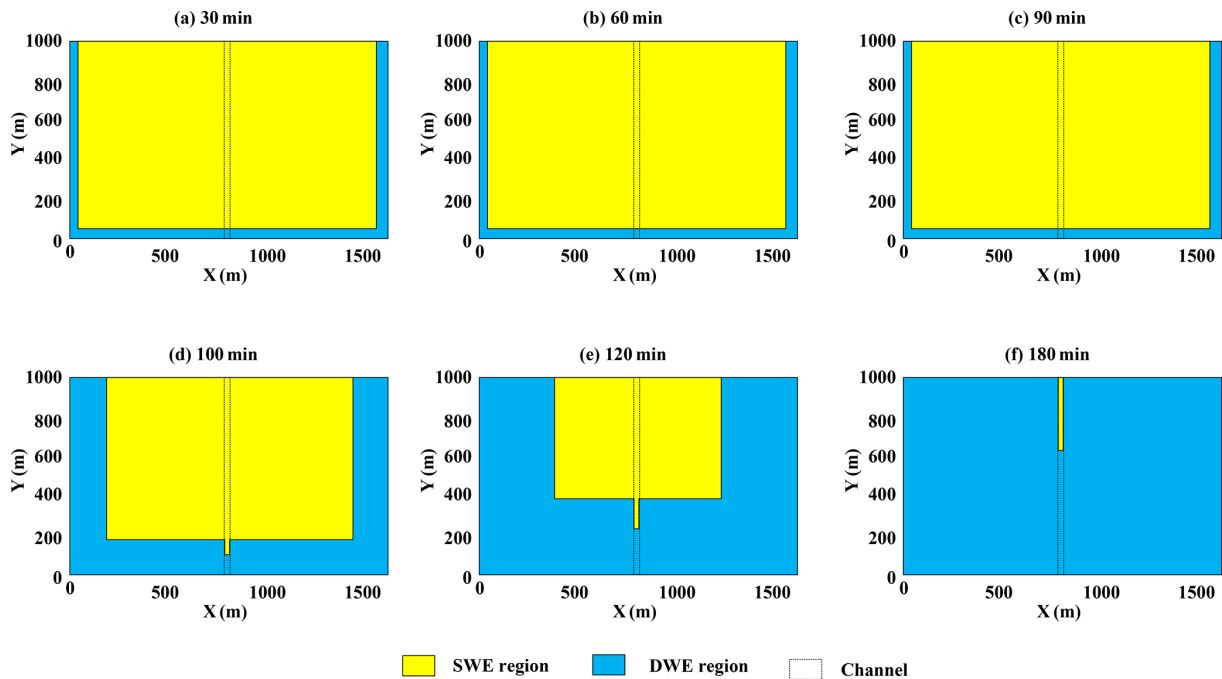 (a) 30 min
(b) 60 min
(c) 90 min
1000
800
600
400
200
0
Y (m)
0 500 1000 1500
X (m)
1000
800
600
400
200
0
Y (m)
0 500 1000 1500
X (m)
1000
800
600
400
200
0
Y (m)
0 500 1000 1500
X (m)
(d) 100 min
(e) 120 min
(f) 180 min
1000
800
600
400
200
0
Y (m)
0 500 1000 1500
X (m)
1000
800
600
400
200
0
Y (m)
0 500 1000 1500
X (m)
1000
800
600
400
200
0
Y (m)
0 500 1000 1500
X (m)
SWE region
DWE region
Channel